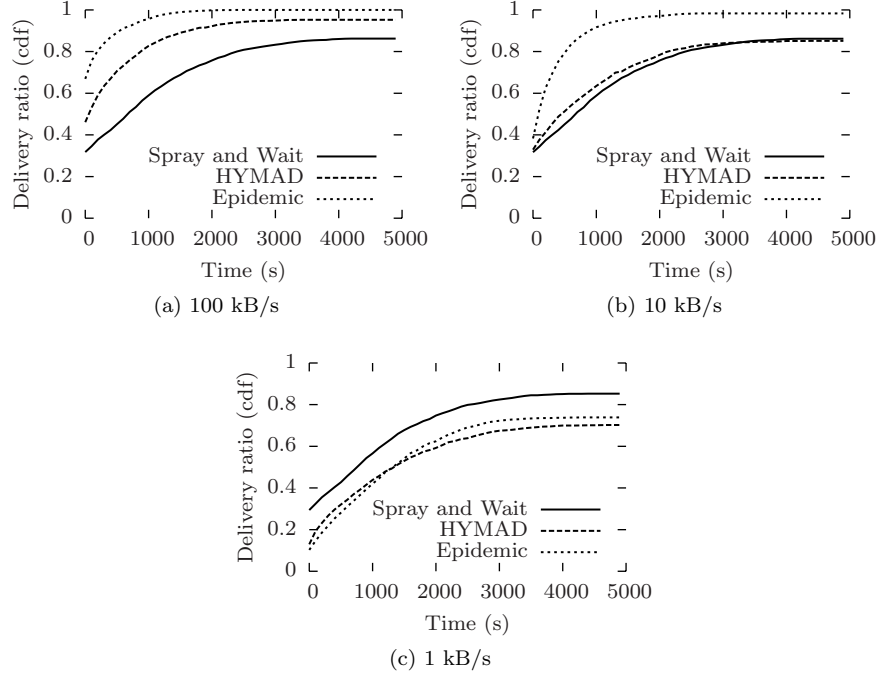 Delivery ratio (cdf)
1
0.8
0.6
0.4
0.2
0
Spray and Wait
HYMAD
Epidemic
0 1000 2000 3000 4000 5000
Time (s)
(a) 100 kB/s
Delivery ratio (cdf)
1
0.8
0.6
0.4
0.2
0
Spray and Wait
HYMAD
Epidemic
0 1000 2000 3000 4000 5000
Time (s)
(b) 10 kB/s
Delivery ratio (cdf)
1
0.8
0.6
0.4
0.2
0
Spray and Wait
HYMAD
Epidemic
0 1000 2000 3000 4000 5000
Time (s)
(c) 1 kB/s